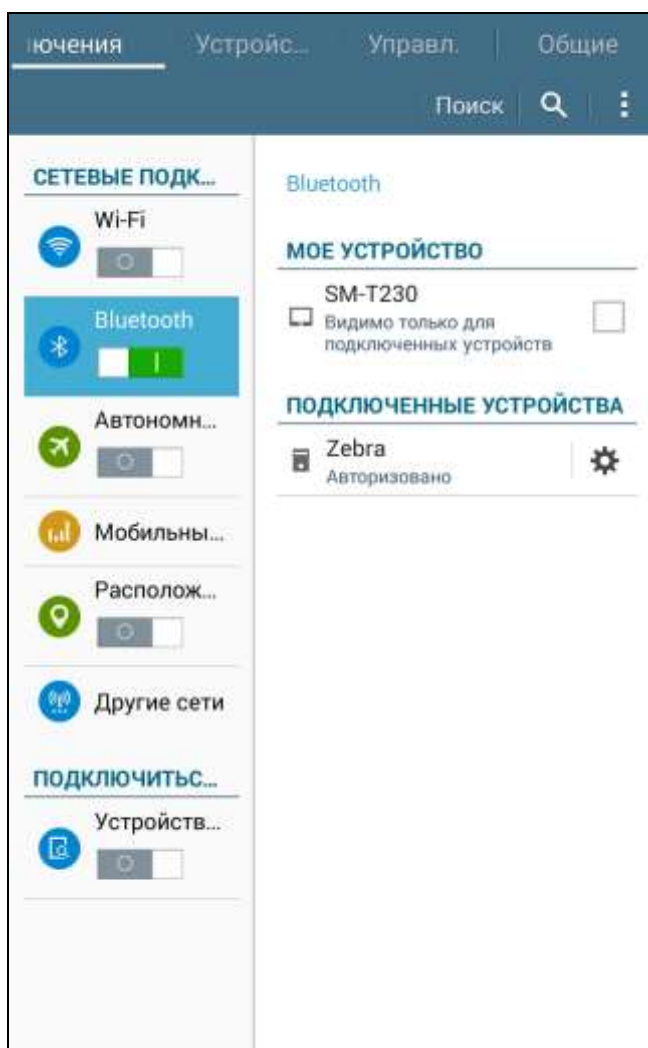 лючения Устройс... Управл. Общие
Поиск
СЕТЕВЫЕ ПОДК...
Wi-Fi
Bluetooth
Автономн...
Мобильны...
Располож...
Другие сети
ПОДКЛЮЧИТЬС...
Устройств...
Bluetooth
МОЕ УСТРОЙСТВО
SM-T230
Видимо только для
подключенных устройств
ПОДКЛЮЧЕННЫЕ УСТРОЙСТВА
Zebra
Авторизовано